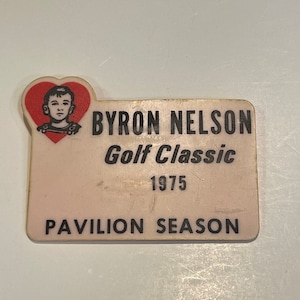 BYRON NELSON
Golf Classic
1975
PAVILION SEASON